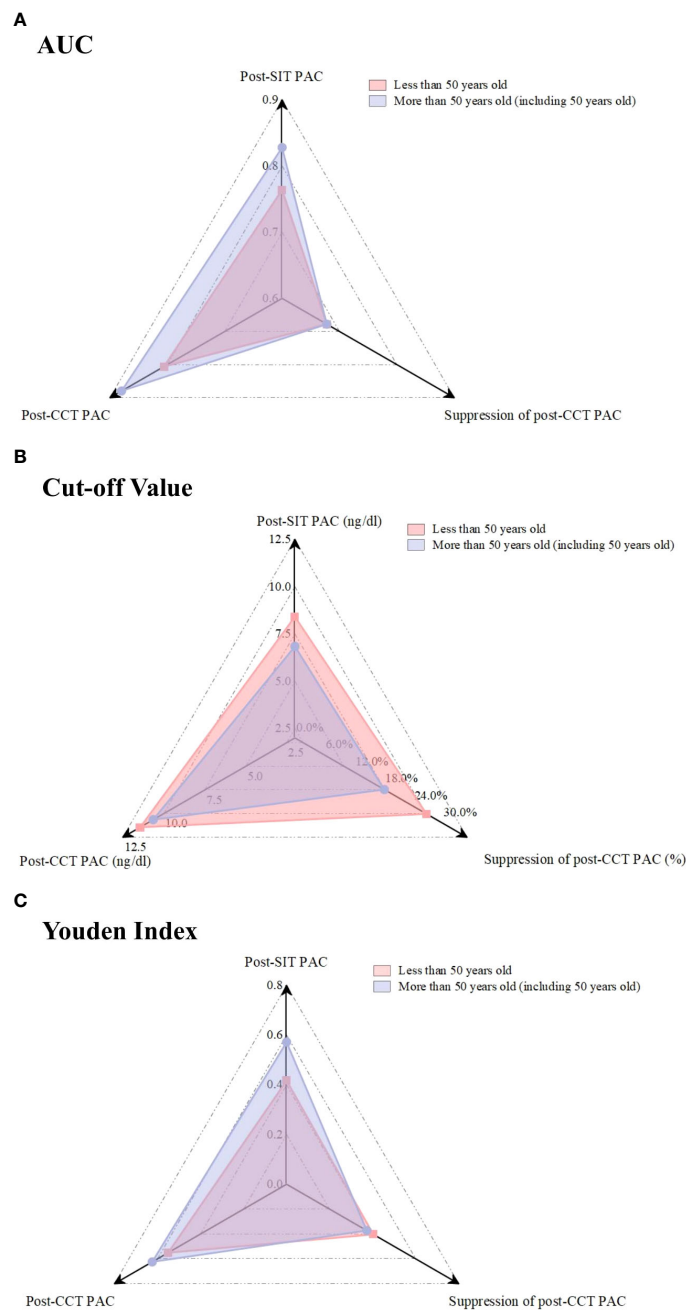 A
AUC
Post-SIT PAC
Less than 50 years old
More than 50 years old (including 50 years old)
0.9
0.8
0.7
0.6
Post-CCT PAC
Suppression of post-CCT PAC
B
Cut-off Value
Post-SIT PAC (ng/dl)
Less than 50 years old
More than 50 years old (including 50 years old)
12.5
10.0
7.5
5.0
2.5 0.0%
2.5 6.0%
5.0 12.0%
7.5 18.0%
10.0 24.0%
12.5 30.0%
Post-CCT PAC (ng/dl)
Suppression of post-CCT PAC (%)
C
Youden Index
Post-SIT PAC
Less than 50 years old
More than 50 years old (including 50 years old)
0.8
0.6
0.4
0.2
0.0
Post-CCT PAC
Suppression of post-CCT PAC